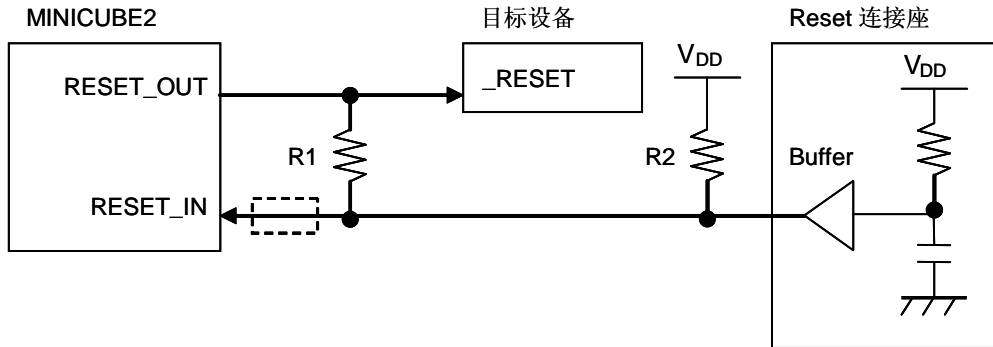 MINICUBE2
目标设备
Reset 连接座
RESET_OUT
_RESET
VDD
VDD
R1
R2
Buffer
RESET_IN